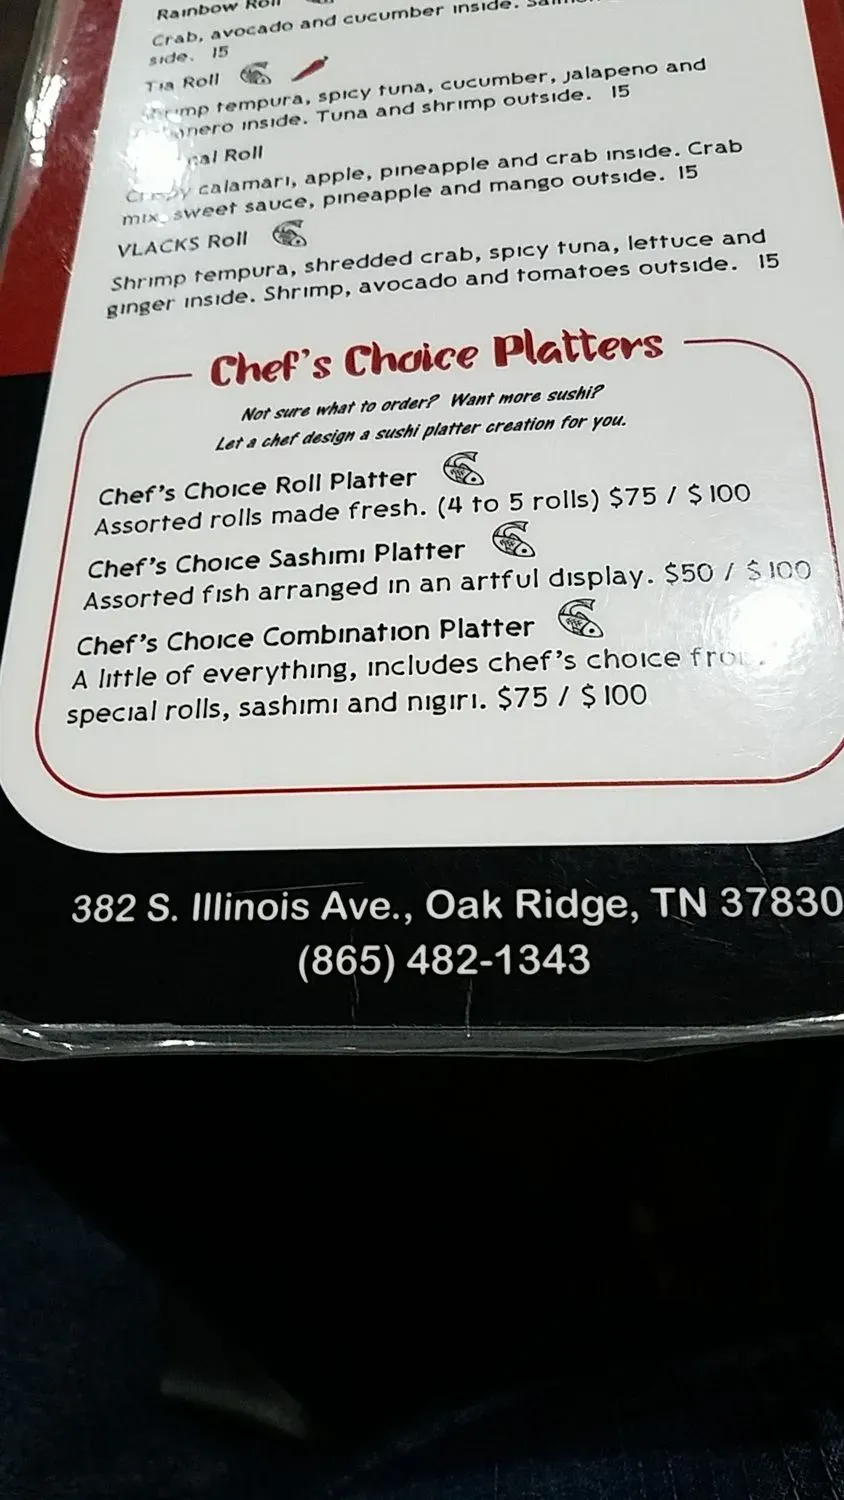 Rainbow Roll
Crab, avocado and cucumber inside.
side. 15
Tia Roll
tempura, spicy tuna, cucumber, jalapeno and
inside. Tuna and shrimp outside. 15
Roll
calamari, apple, pineapple and crab inside. Crab
mix, sweet sauce, pineapple and mango outside. 15
VLACKS Roll
Shrimp tempura, shredded crab, spicy tuna, lettuce and
ginger inside. Shrimp, avocado and tomatoes outside. 15
Chef's Choice Platters
Not sure what to order? Want more sushi?
Let a chef design a sushi platter creation for you.
Chef's Choice Roll Platter
Assorted rolls made fresh. (4 to 5 rolls) $75 / $100
Chef's Choice Sashimi Platter
Assorted fish arranged in an artful display. $50 / $100
Chef's Choice Combination Platter
A little of everything, includes chef's choice from
special rolls, sashimi and nigiri. $75 / $100
382 S. Illinois Ave., Oak Ridge, TN 37830
(865) 482-1343